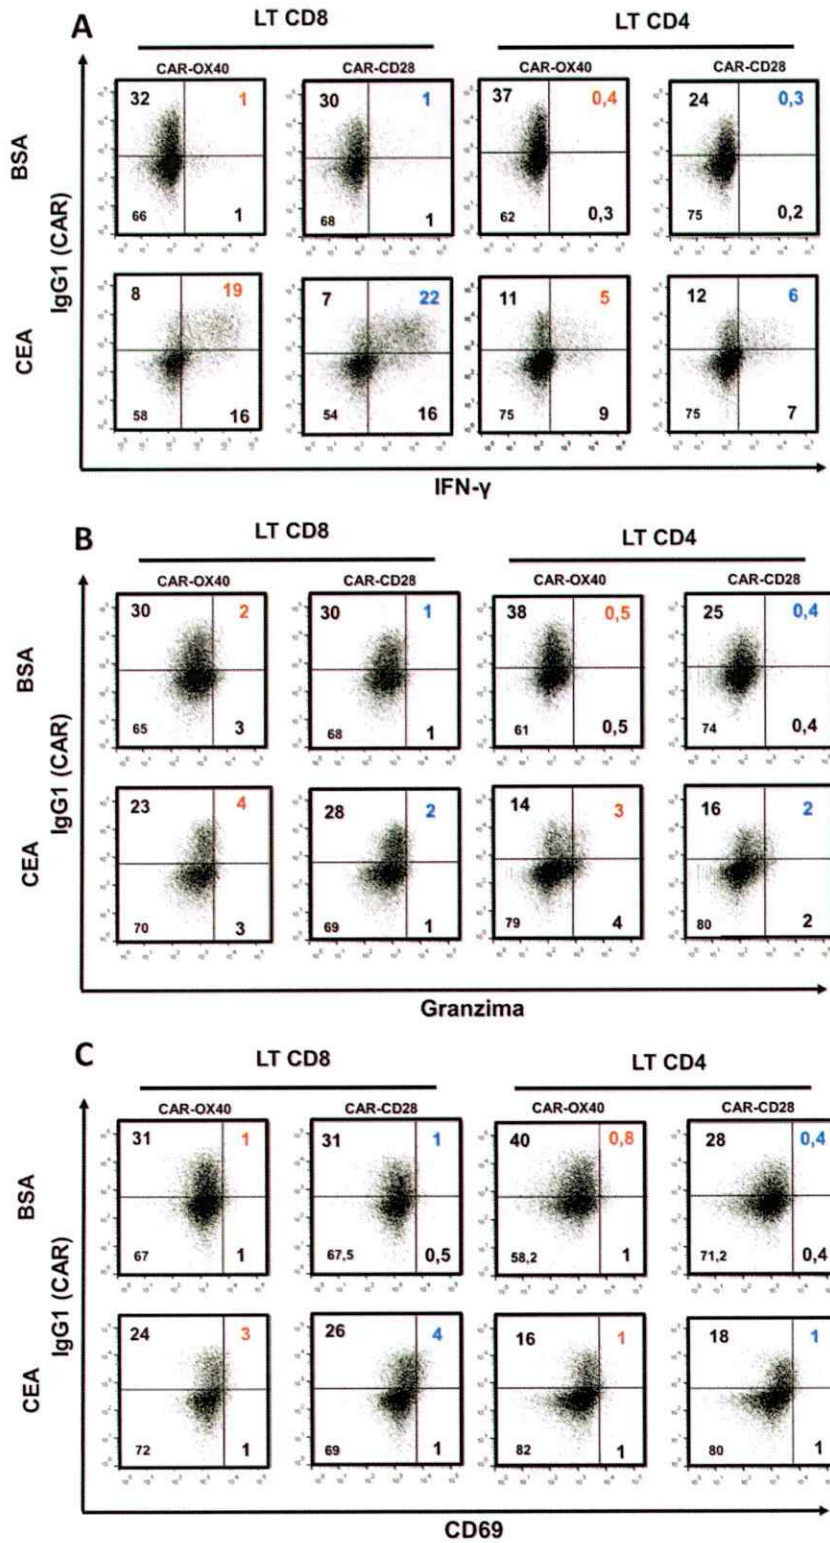 A
LT CD8 LT CD4
CAR-OX40 CAR-CD28 CAR-OX40 CAR-CD28
BSA
32 1 30 1 37 0,4 24 0,3
66 1 68 1 62 0,3 75 0,2
IgG1 (CAR)
CEA
8 19 7 22 11 5 12 6
58 16 54 16 75 9 75 7
IFN-γ
B
LT CD8 LT CD4
CAR-OX40 CAR-CD28 CAR-OX40 CAR-CD28
BSA
30 2 30 1 38 0,5 25 0,4
65 3 68 1 61 0,5 74 0,4
IgG1 (CAR)
CEA
23 4 28 2 14 3 16 2
70 3 69 1 79 4 80 2
Granzima
C
LT CD8 LT CD4
CAR-OX40 CAR-CD28 CAR-OX40 CAR-CD28
BSA
31 1 31 1 40 0,8 28 0,4
67 1 67,5 0,5 58,2 1 71,2 0,4
IgG1 (CAR)
CEA
24 3 26 4 16 1 18 1
72 1 69 1 82 1 80 1
CD69